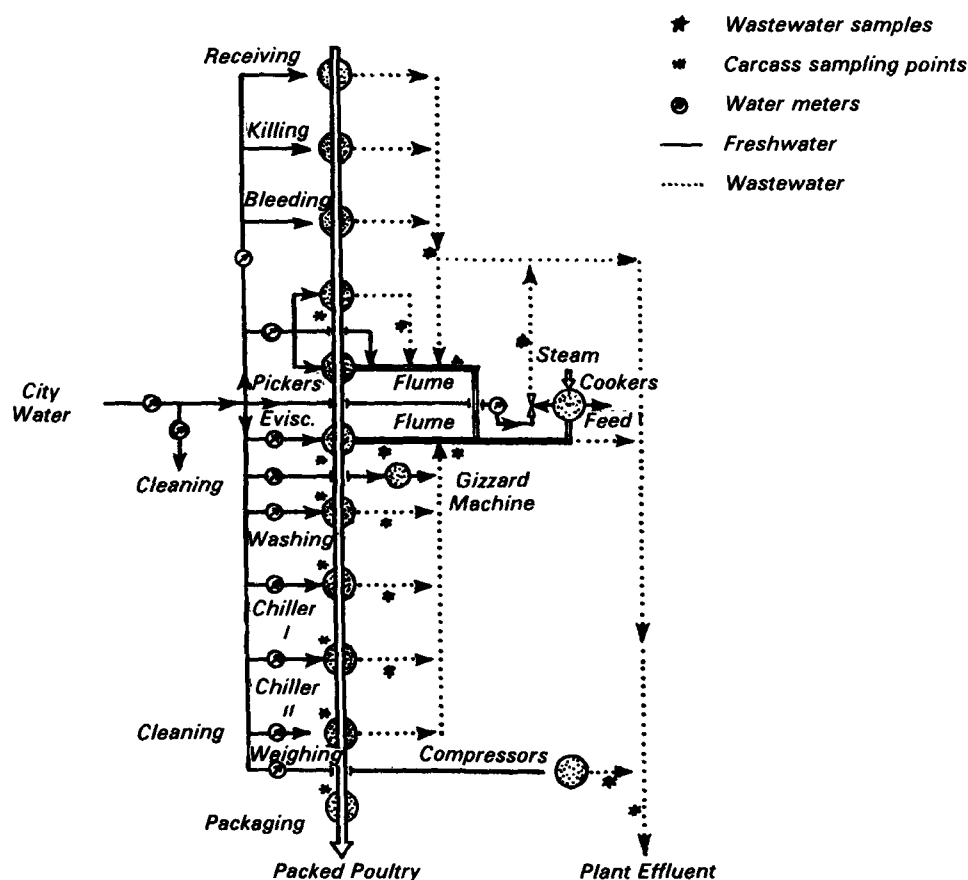 Receiving
Killing
Bleeding
Pickers
City
Water
Evisc.
Cleaning
Washing
Chiller
I
Chiller
II
Cleaning
Weighing
Packaging
Packed Poultry
Flume
Flume
Steam
Cookers
Feed
Gizzard
Machine
Compressors
Plant Effluent
Wastewater samples
Carcass sampling points
Water meters
Freshwater
Wastewater